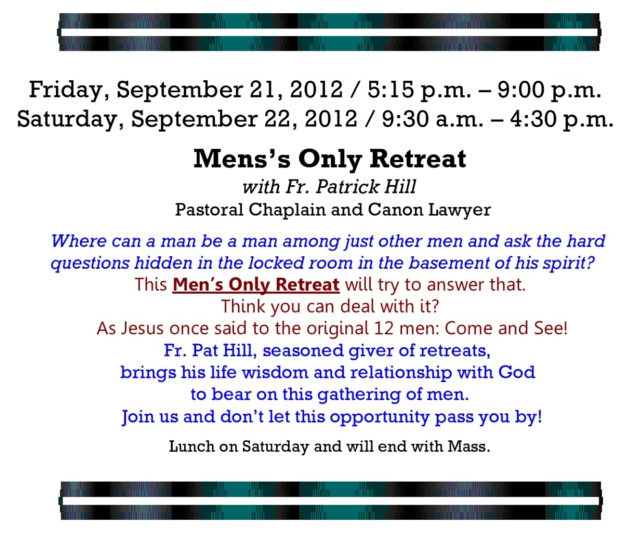 Friday, September 21, 2012 / 5:15 p.m. – 9:00 p.m.
Saturday, September 22, 2012 / 9:30 a.m. – 4:30 p.m.
Mens's Only Retreat
with Fr. Patrick Hill
Pastoral Chaplain and Canon Lawyer
Where can a man be a man among just other men and ask the hard
questions hidden in the locked room in the basement of his spirit?
This Men's Only Retreat will try to answer that.
Think you can deal with it?
As Jesus once said to the original 12 men: Come and See!
Fr. Pat Hill, seasoned giver of retreats,
brings his life wisdom and relationship with God
to bear on this gathering of men.
Join us and don't let this opportunity pass you by!
Lunch on Saturday and will end with Mass.